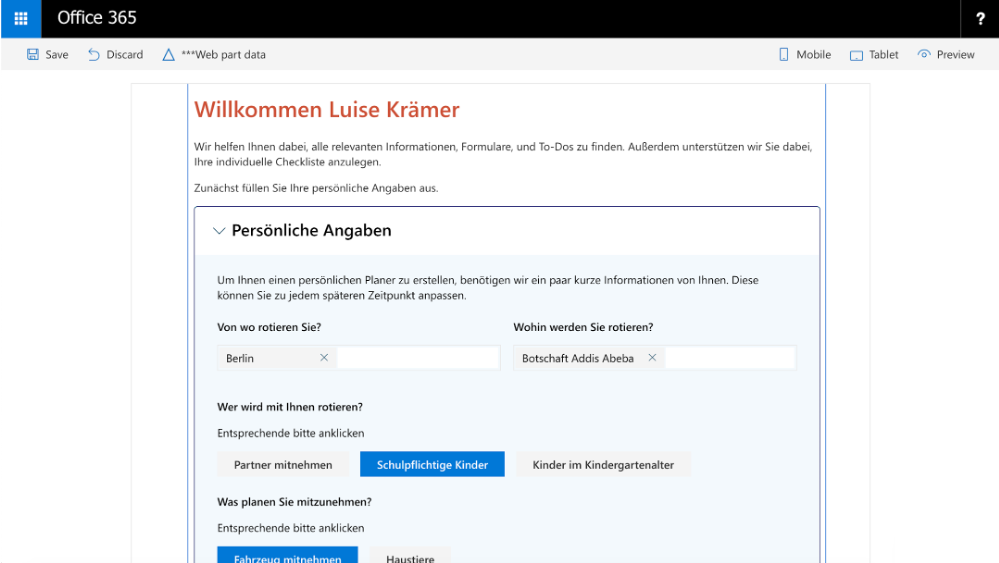 Office 365
?
Save Discard ***Web part data Mobile Tablet Preview
Willkommen Luise Krämer
Wir helfen Ihnen dabei, alle relevanten Informationen, Formulare, und To-Dos zu finden. Außerdem unterstützen wir Sie dabei,
Ihre individuelle Checkliste anzulegen.
Zunächst füllen Sie Ihre persönliche Angaben aus.
Persönliche Angaben
Um Ihnen einen persönlichen Planer zu erstellen, benötigen wir ein paar kurze Informationen von Ihnen. Diese
können Sie zu jedem späteren Zeitpunkt anpassen.
Von wo rotieren Sie? Wohin werden Sie rotieren?
Berlin Botschaft Addis Abeba
Wer wird mit Ihnen rotieren?
Entsprechende bitte anklicken
Partner mitnehmen Schulpflichtige Kinder Kinder im Kindergartenalter
Was planen Sie mitzunehmen?
Entsprechende bitte anklicken
Fahrzeug mitnehmen Haustiere